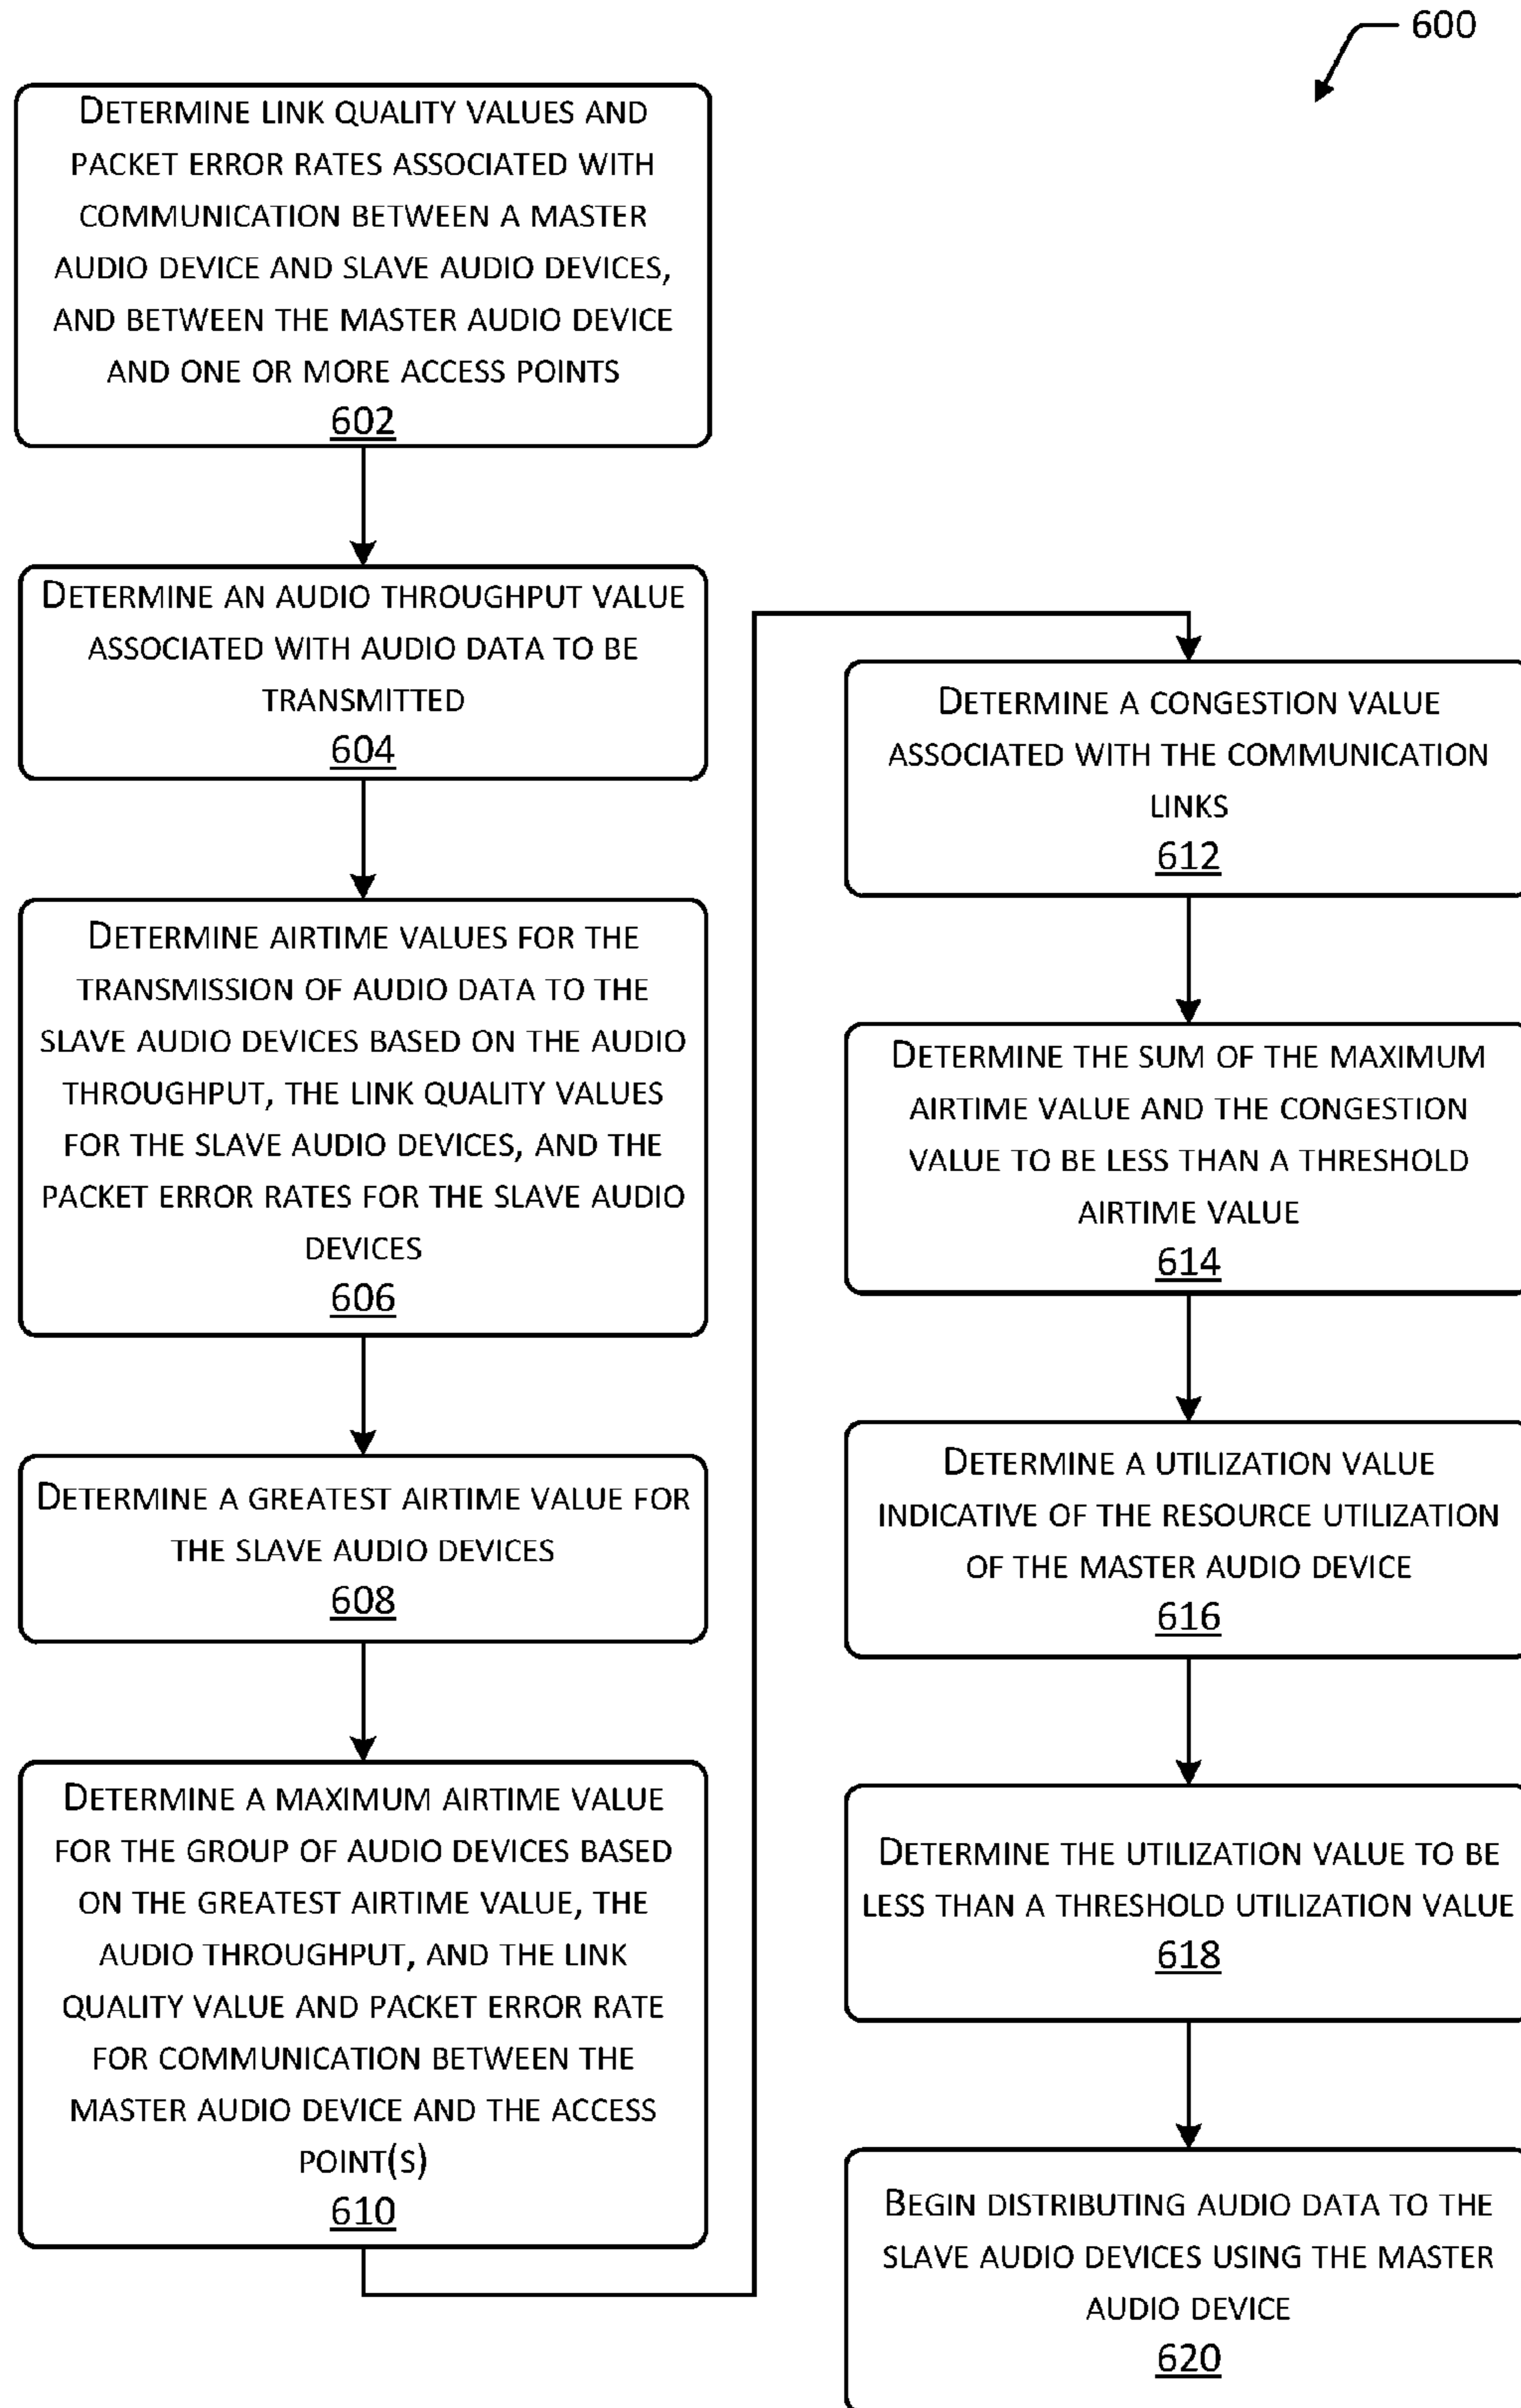 600
DETERMINE LINK QUALITY VALUES AND
PACKET ERROR RATES ASSOCIATED WITH
COMMUNICATION BETWEEN A MASTER
AUDIO DEVICE AND SLAVE AUDIO DEVICES,
AND BETWEEN THE MASTER AUDIO DEVICE
AND ONE OR MORE ACCESS POINTS
602
DETERMINE AN AUDIO THROUGHPUT VALUE
ASSOCIATED WITH AUDIO DATA TO BE
TRANSMITTED
604
DETERMINE AIRTIME VALUES FOR THE
TRANSMISSION OF AUDIO DATA TO THE
SLAVE AUDIO DEVICES BASED ON THE AUDIO
THROUGHPUT, THE LINK QUALITY VALUES
FOR THE SLAVE AUDIO DEVICES, AND THE
PACKET ERROR RATES FOR THE SLAVE AUDIO
DEVICES
606
DETERMINE A GREATEST AIRTIME VALUE FOR
THE SLAVE AUDIO DEVICES
608
DETERMINE A MAXIMUM AIRTIME VALUE
FOR THE GROUP OF AUDIO DEVICES BASED
ON THE GREATEST AIRTIME VALUE, THE
AUDIO THROUGHPUT, AND THE LINK
QUALITY VALUE AND PACKET ERROR RATE
FOR COMMUNICATION BETWEEN THE
MASTER AUDIO DEVICE AND THE ACCESS
POINT(S)
610
DETERMINE A CONGESTION VALUE
ASSOCIATED WITH THE COMMUNICATION
LINKS
612
DETERMINE THE SUM OF THE MAXIMUM
AIRTIME VALUE AND THE CONGESTION
VALUE TO BE LESS THAN A THRESHOLD
AIRTIME VALUE
614
DETERMINE A UTILIZATION VALUE
INDICATIVE OF THE RESOURCE UTILIZATION
OF THE MASTER AUDIO DEVICE
616
DETERMINE THE UTILIZATION VALUE TO BE
LESS THAN A THRESHOLD UTILIZATION VALUE
618
BEGIN DISTRIBUTING AUDIO DATA TO THE
SLAVE AUDIO DEVICES USING THE MASTER
AUDIO DEVICE
620